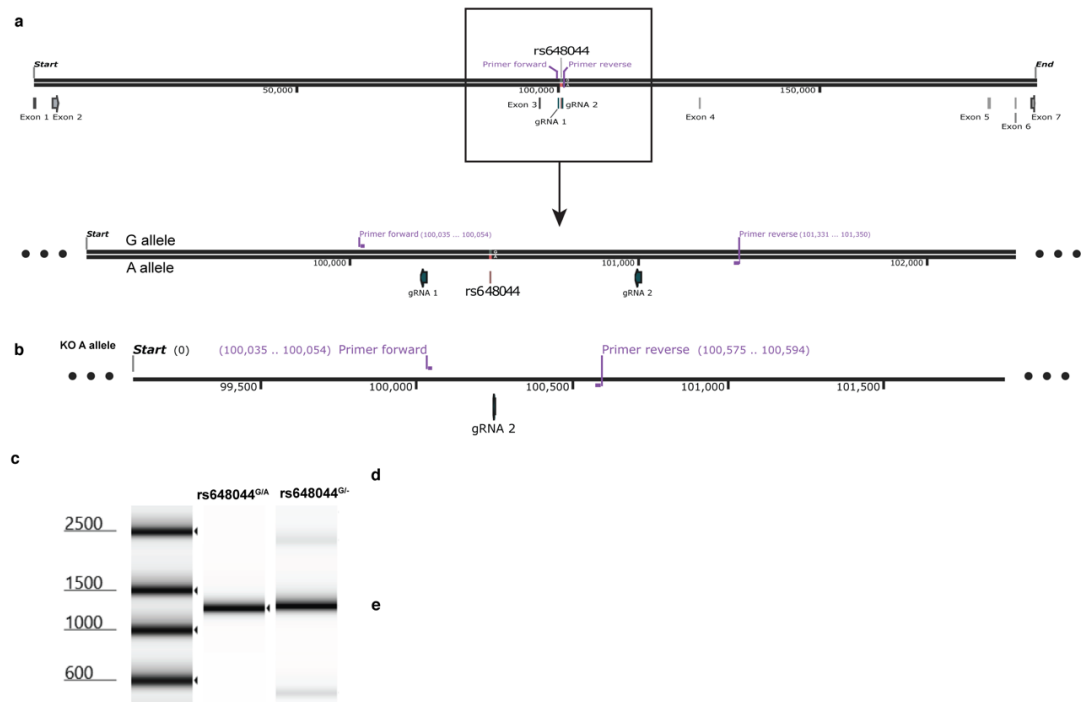 a
rs648044
Start
Primer forward
Primer reverse
End
50,000
100,000
150,000
Exon 1
Exon 2
Exon 3
gRNA 1
gRNA 2
Exon 4
Exon 5
Exon 6
Exon 7
Start
G allele
Primer forward (100,035 ... 100,054)
Primer reverse (101,331 ... 101,350)
G
A
A allele
100,000
101,000
102,000
gRNA 1
rs648044
gRNA 2
b
KO A allele
Start (0)
(100,035 .. 100,054) Primer forward
Primer reverse (100,575 .. 100,594)
99,500
100,000
100,500
101,000
101,500
gRNA 2
c
d
rs648044G/A
rs648044G/-
2500
1500
1000
600
e